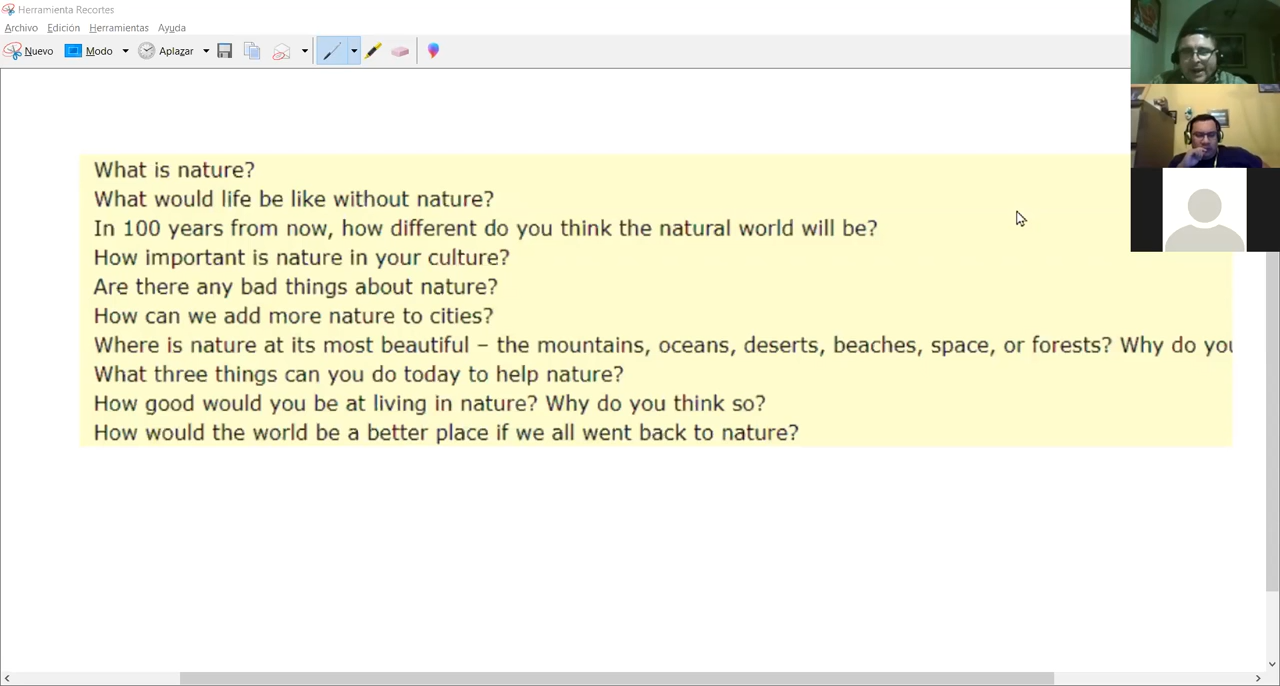 Herramienta Recortes
Archivo Edición Herramientas Ayuda
Nuevo Modo Aplazar
What is nature?
What would life be like without nature?
In 100 years from now, how different do you think the natural world will be?
How important is nature in your culture?
Are there any bad things about nature?
How can we add more nature to cities?
Where is nature at its most beautiful – the mountains, oceans, deserts, beaches, space, or forests? Why do you
What three things can you do today to help nature?
How good would you be at living in nature? Why do you think so?
How would the world be a better place if we all went back to nature?